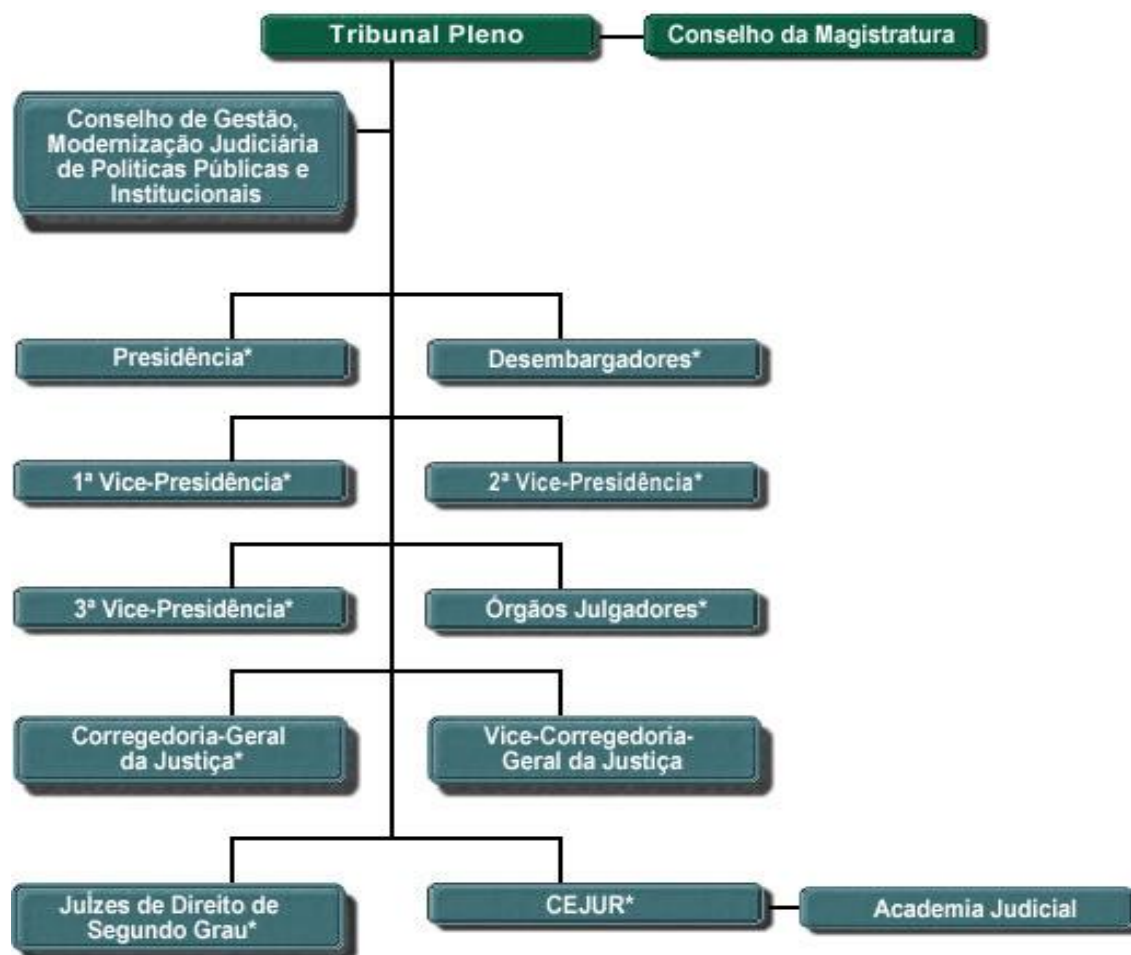 Tribunal Pleno
Conselho da Magistratura
Conselho de Gestão,
Modernização Judiciária
de Políticas Públicas e
Institucionais
Presidência*
Desembargadores*
1ª Vice-Presidência*
2ª Vice-Presidência*
3ª Vice-Presidência*
Órgãos Julgadores*
Corregedoria-Geral
da Justiça*
Vice-Corregedoria-
Geral da Justiça
Juízes de Direito de
Segundo Grau*
CEJUR*
Academia Judicial